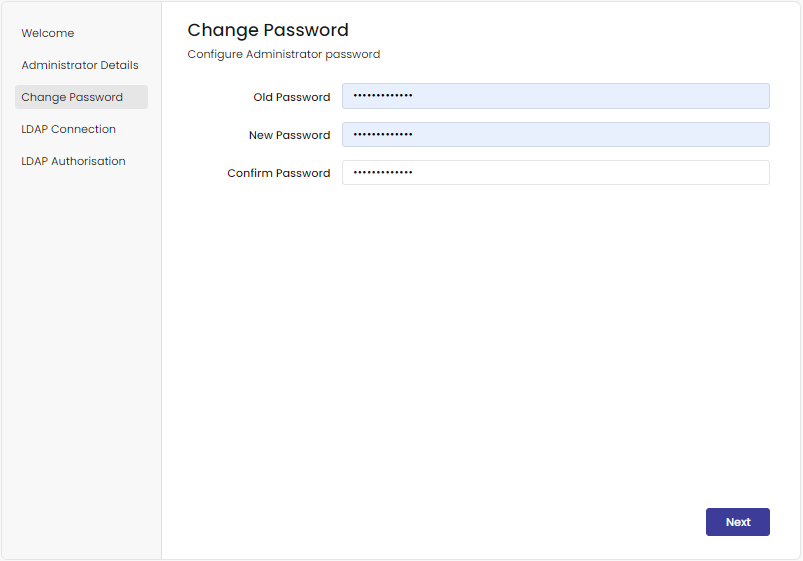 Welcome
Administrator Details
Change Password
LDAP Connection
LDAP Authorisation
Change Password
Configure Administrator password
Old Password •••••••••••••
New Password •••••••••••••
Confirm Password •••••••••••••
Next